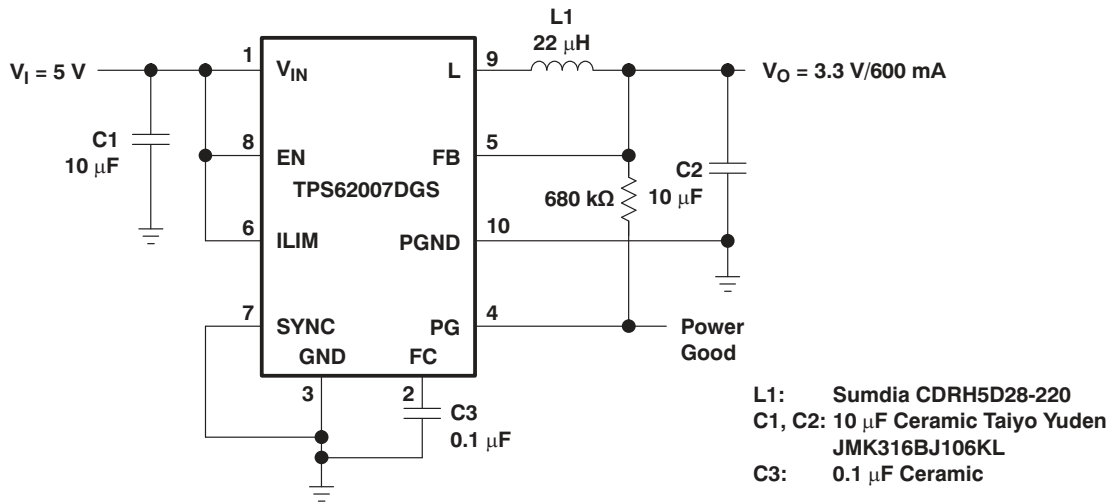 L1
22 μH
V_I = 5 V
1
V_IN
L
9
V_O = 3.3 V/600 mA
C1
10 μF
8
EN
FB
5
C2
10 μF
TPS62007DGS
680 kΩ
6
ILIM
PGND
10
7
SYNC
PG
4
Power
Good
GND
FC
3
2
C3
0.1 μF
L1: Sumdia CDRH5D28-220
C1, C2: 10 μF Ceramic Taiyo Yuden
JMK316BJ106KL
C3: 0.1 μF Ceramic